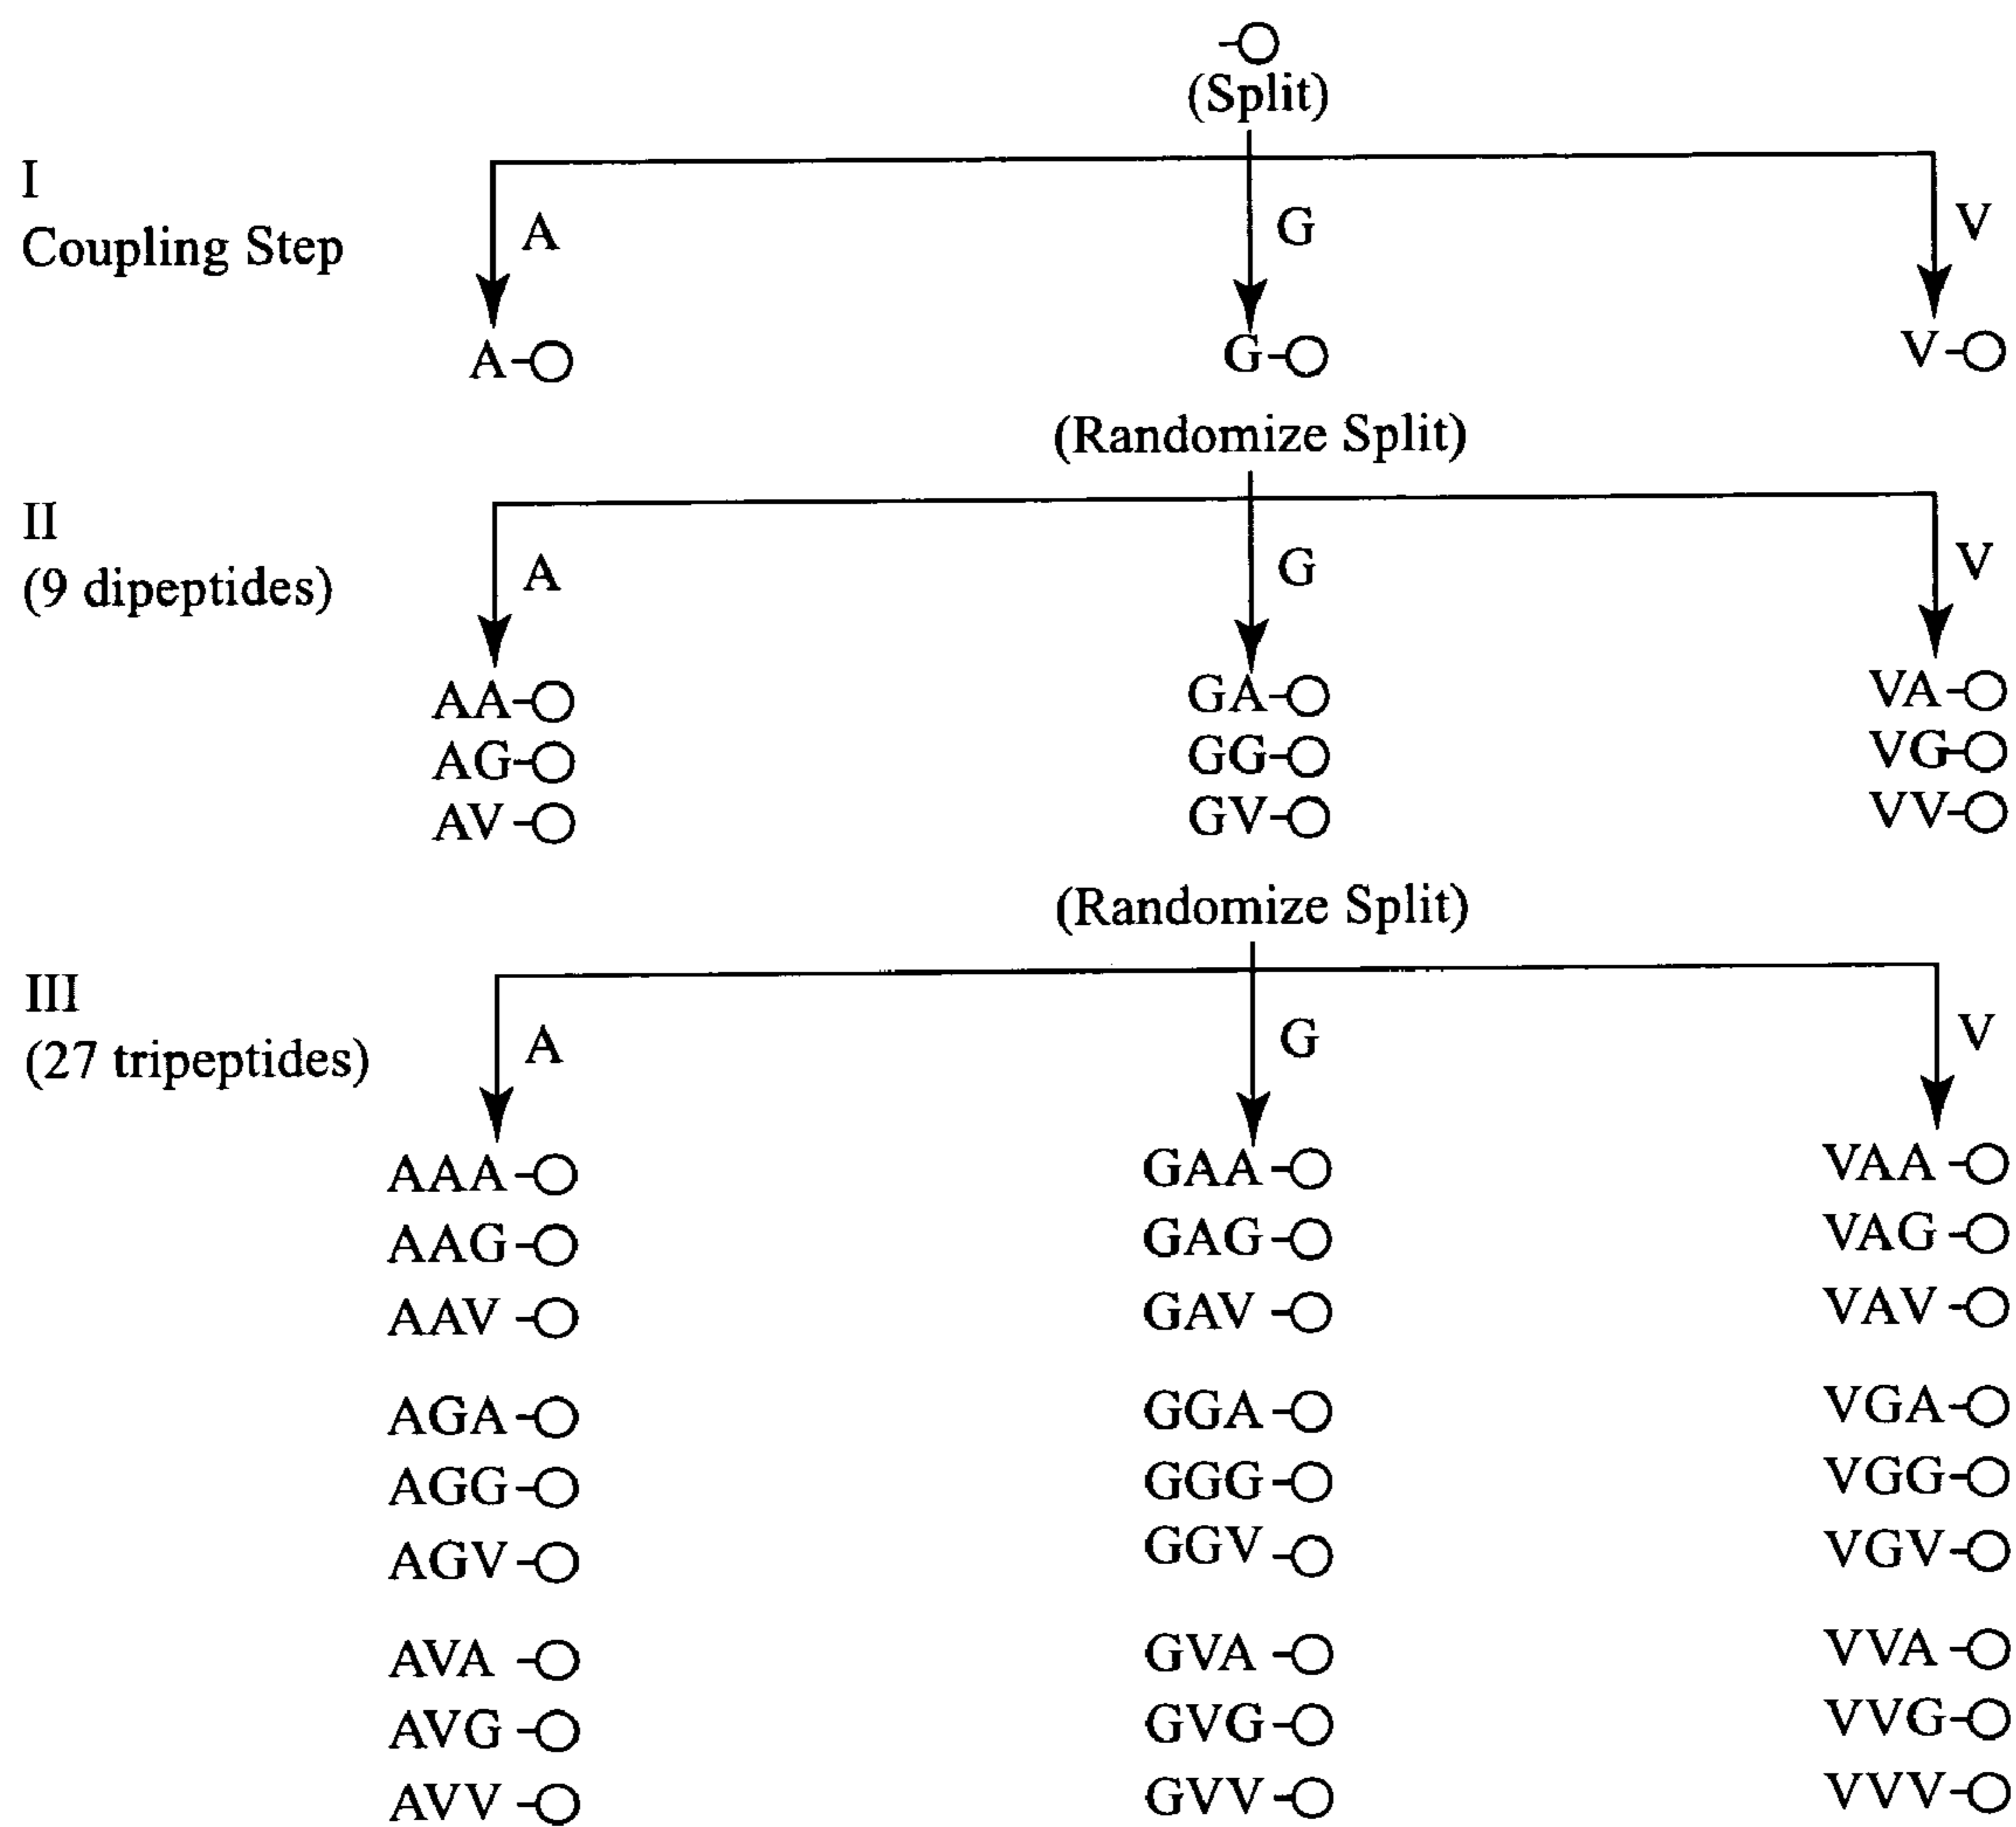 (Split)
I
Coupling Step
A
G
V
A
G
V
(Randomize Split)
II
(9 dipeptides)
A
G
V
AA
GA
VA
AG
GG
VG
AV
GV
VV
(Randomize Split)
III
(27 tripeptides)
A
G
V
AAA
GAA
VAA
AAG
GAG
VAG
AAV
GAV
VAV
AGA
GGA
VGA
AGG
GGG
VGG
AGV
GGV
VGV
AVA
GVA
VVA
AVG
GVG
VVG
AVV
GVV
VVV